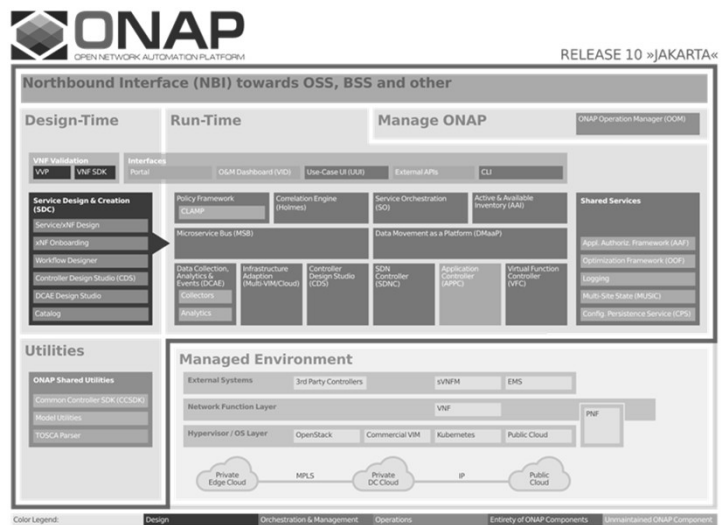 ONAP
OPEN NETWORK AUTOMATION PLATFORM
RELEASE 10 »JAKARTA«
Northbound Interface (NBI) towards OSS, BSS and other
Design-Time
Run-Time
Manage ONAP
ONAP Operation Manager (OOM)
VNF Validation
VVP
VNF SDK
Interfaces
Portal
O&M Dashboard (VID)
Use-Case UI (UUI)
External APIs
CLI
Service Design & Creation
(SDC)
Service/xNF Design
xNF Onboarding
Workflow Designer
Controller Design Studio (CDS)
DCAE Design Studio
Catalog
Policy Framework
CLAMP
Correlation Engine
(Holmes)
Service Orchestration
(SO)
Active & Available
Inventory (AAI)
Microservice Bus (MSB)
Data Movement as a Platform (DMaaP)
Data Collection,
Analytics &
Events (DCAE)
Collectors
Analytics
Infrastructure
Adaption
(Multi-VIM/Cloud)
Controller
Design Studio
(CDS)
SDN
Controller
(SDNC)
Application
Controller
(APPC)
Virtual Function
Controller
(VFC)
Shared Services
Appl. Authoriz. Framework (AAF)
Optimization Framework (OOF)
Logging
Multi-Site State (MUSIC)
Config. Persistence Service (CPS)
Utilities
ONAP Shared Utilities
Common Controller SDK (CCSDK)
Model Utilities
TOSCA Parser
Managed Environment
External Systems
3rd Party Controllers
sVNFM
EMS
Network Function Layer
VNF
PNF
Hypervisor / OS Layer
OpenStack
Commercial VIM
Kubernetes
Public Cloud
Private
Edge Cloud
MPLS
Private
DC Cloud
IP
Public
Cloud
Color Legend:
Design
Orchestration & Management
Operations
Entirety of ONAP Components
Unmaintained ONAP Component